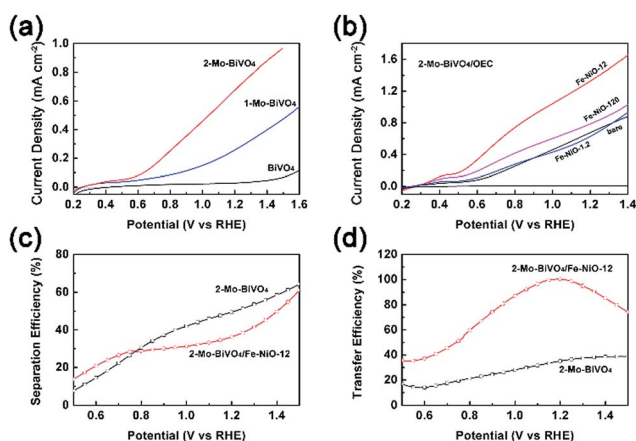 (a)
Current Density (mA cm⁻²)
1.0
0.8
0.6
0.4
0.2
0.0
2-Mo-BiVO₄
1-Mo-BiVO₄
BiVO₄
0.2 0.4 0.6 0.8 1.0 1.2 1.4 1.6
Potential (V vs RHE)
(b)
Current Density (mA cm⁻²)
1.6
1.2
0.8
0.4
0.0
2-Mo-BiVO₄/OEC
Fe-NiO-12
Fe-NiO-120
bare
Fe-NiO-1.2
0.2 0.4 0.6 0.8 1.0 1.2 1.4
Potential (V vs RHE)
(c)
Separation Efficiency (%)
80
60
40
20
0
2-Mo-BiVO₄
2-Mo-BiVO₄/Fe-NiO-12
0.6 0.8 1.0 1.2 1.4
Potential (V vs RHE)
(d)
Transfer Efficiency (%)
120
100
80
60
40
20
0
2-Mo-BiVO₄/Fe-NiO-12
2-Mo-BiVO₄
0.6 0.8 1.0 1.2 1.4
Potential (V vs RHE)